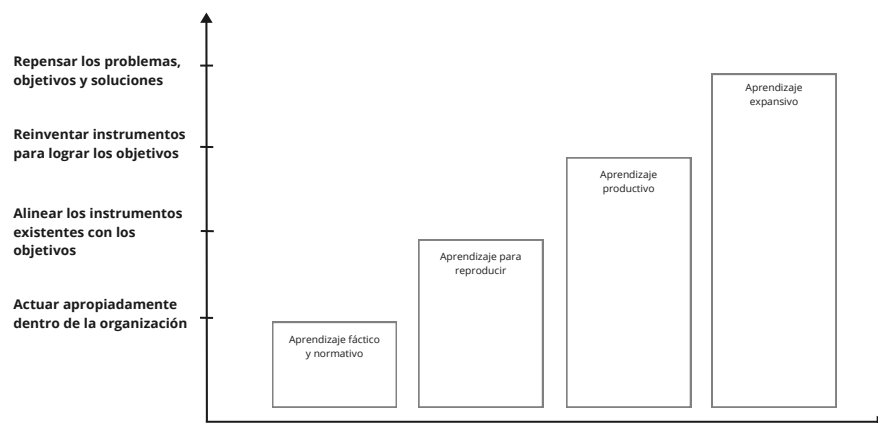 Repensar los problemas,
objetivos y soluciones
Reinventar instrumentos
para lograr los objetivos
Alinear los instrumentos
existentes con los
objetivos
Actuar apropiadamente
dentro de la organización
Aprendizaje fáctico
y normativo
Aprendizaje para
reproducir
Aprendizaje
productivo
Aprendizaje
expansivo